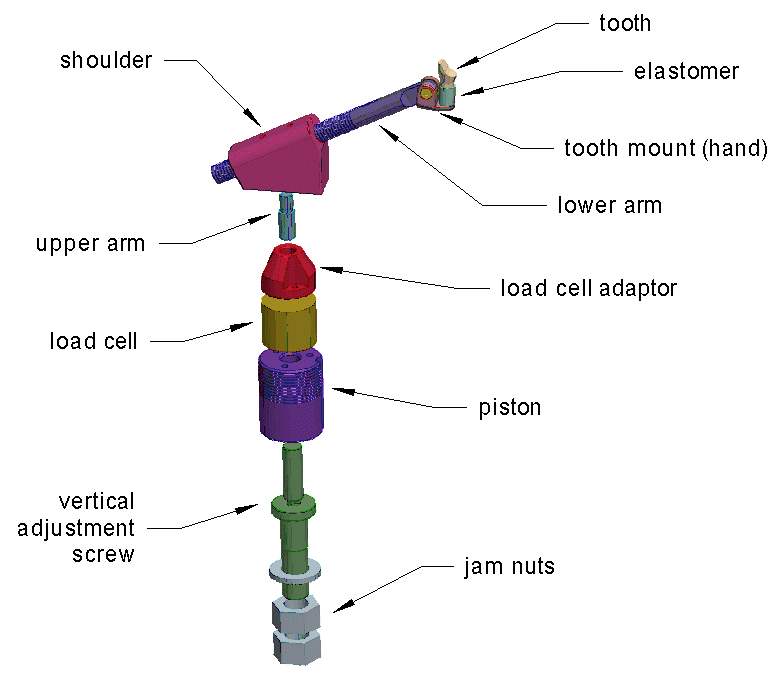 tooth
shoulder
elastomer
tooth mount (hand)
lower arm
upper arm
load cell adaptor
load cell
piston
vertical
adjustment
screw
jam nuts